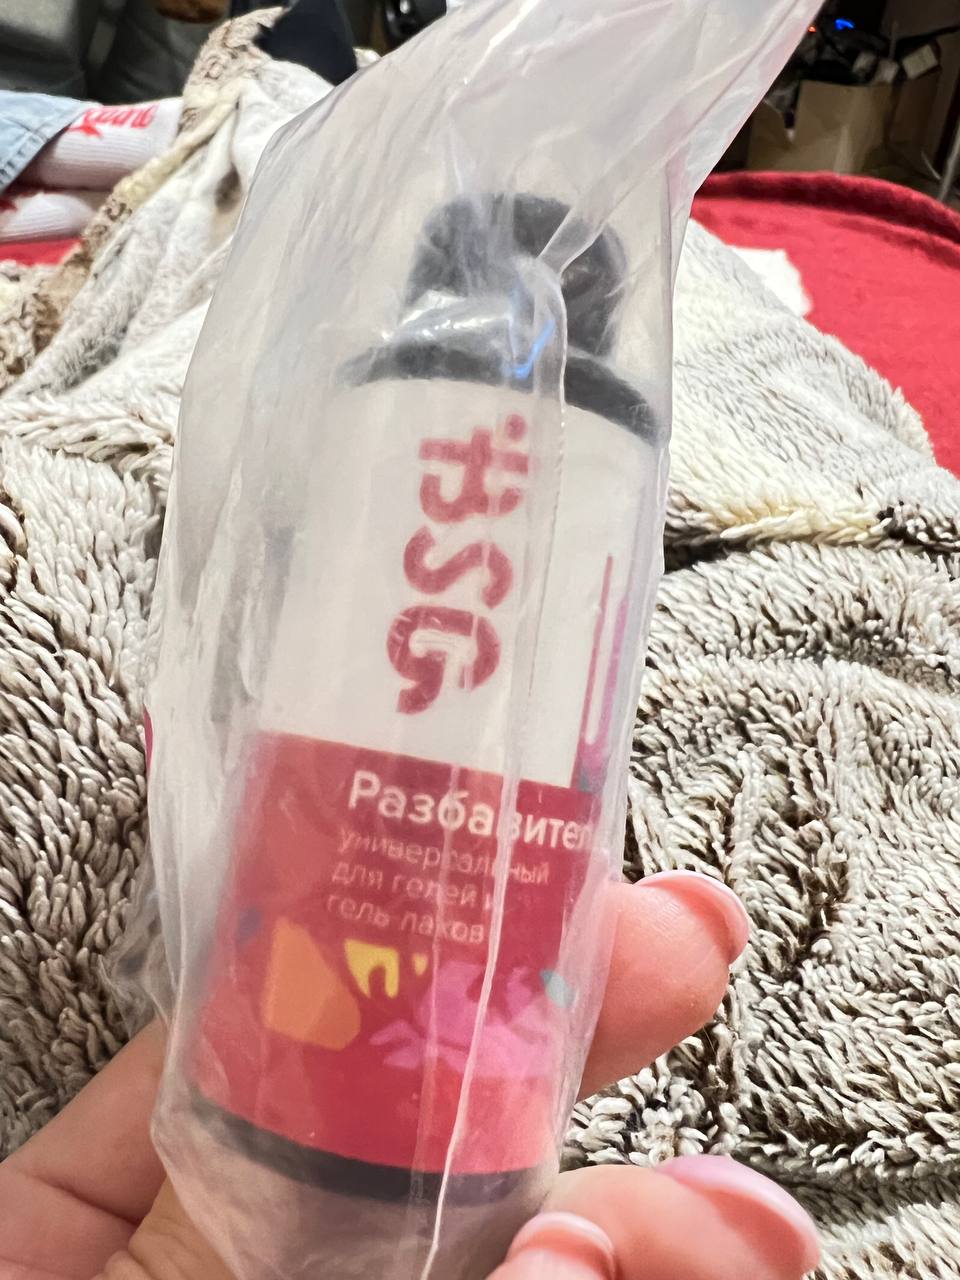 BSG
Разбавител
универсальный
для гелей и
гель-лаков